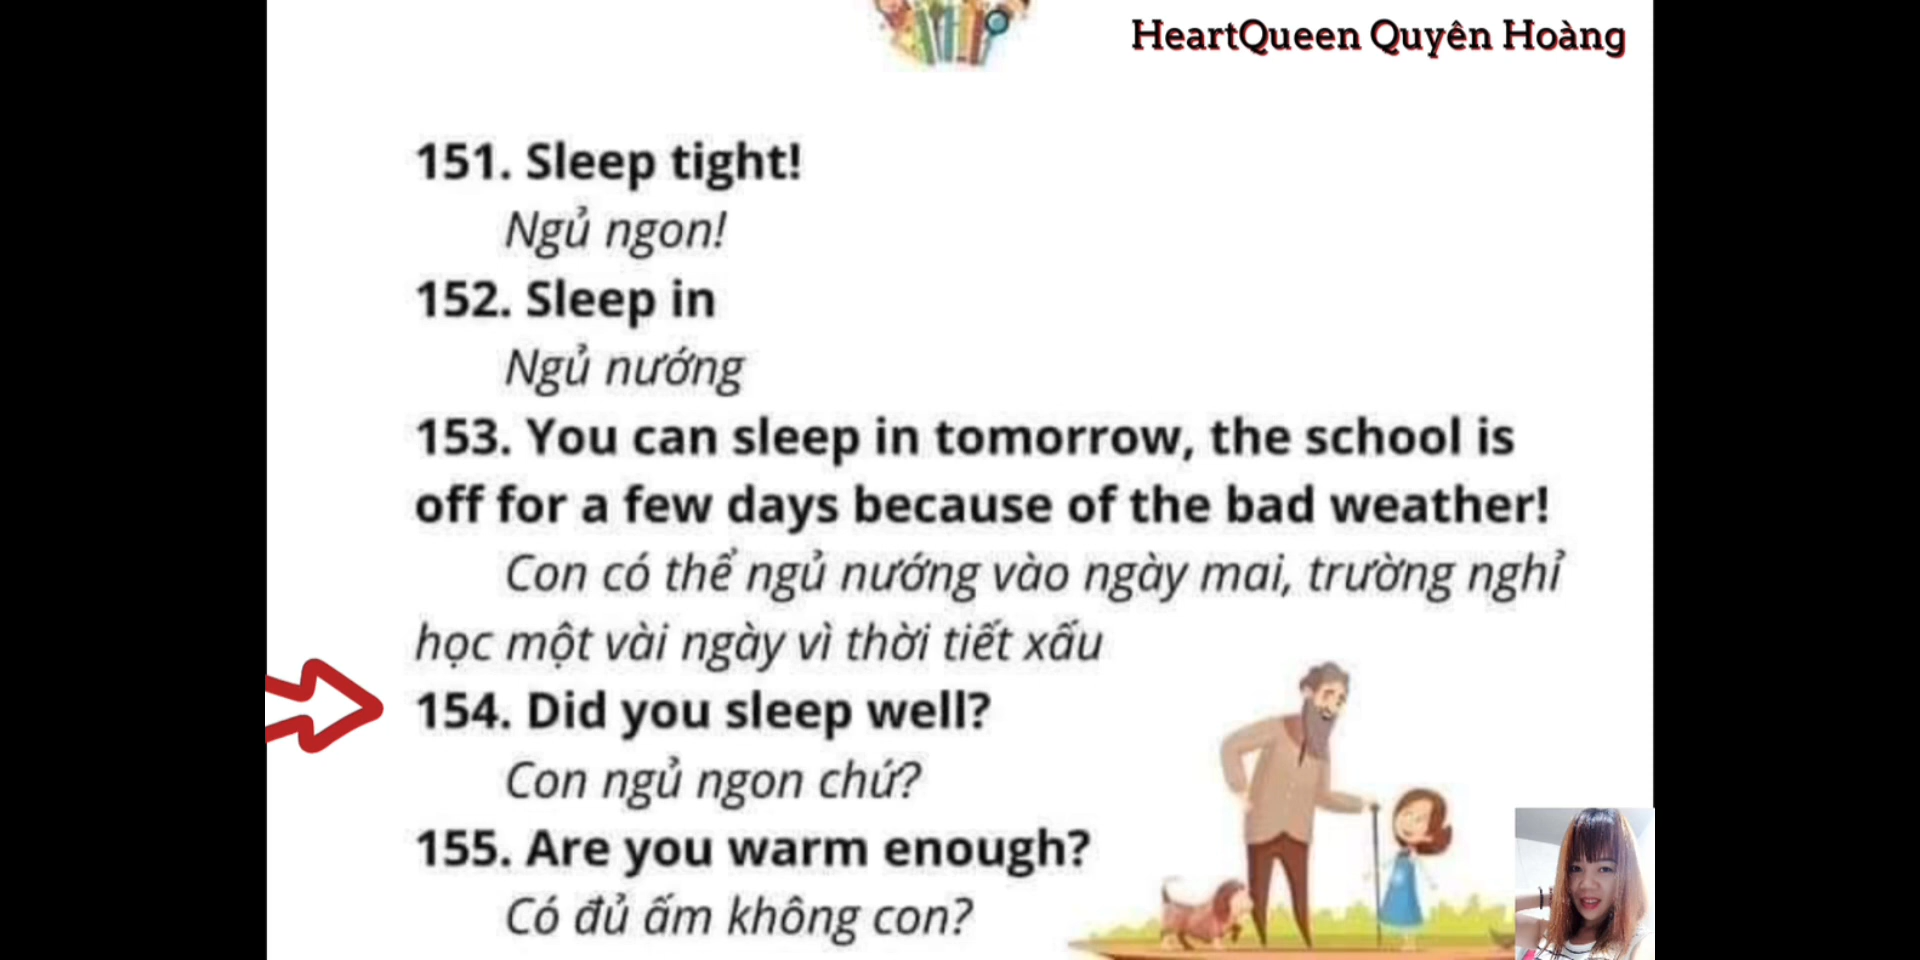 HeartQueen Quyên Hoàng
151. Sleep tight!
Ngủ ngon!
152. Sleep in
Ngủ nướng
153. You can sleep in tomorrow, the school is
off for a few days because of the bad weather!
Con có thể ngủ nướng vào ngày mai, trường nghỉ
học một vài ngày vì thời tiết xấu
154. Did you sleep well?
Con ngủ ngon chứ?
155. Are you warm enough?
Có đủ ấm không con?